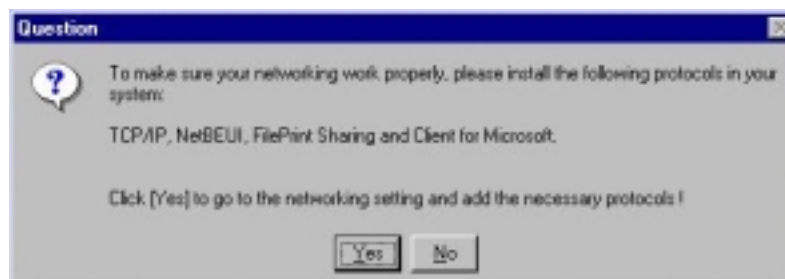 Question
To make sure your networking work properly, please install the following protocols in your
system:
TCP/IP, NetBEUI, FilePrint Sharing and Client for Microsoft.
Click [Yes] to go to the networking setting and add the necessary protocols !
Yes No